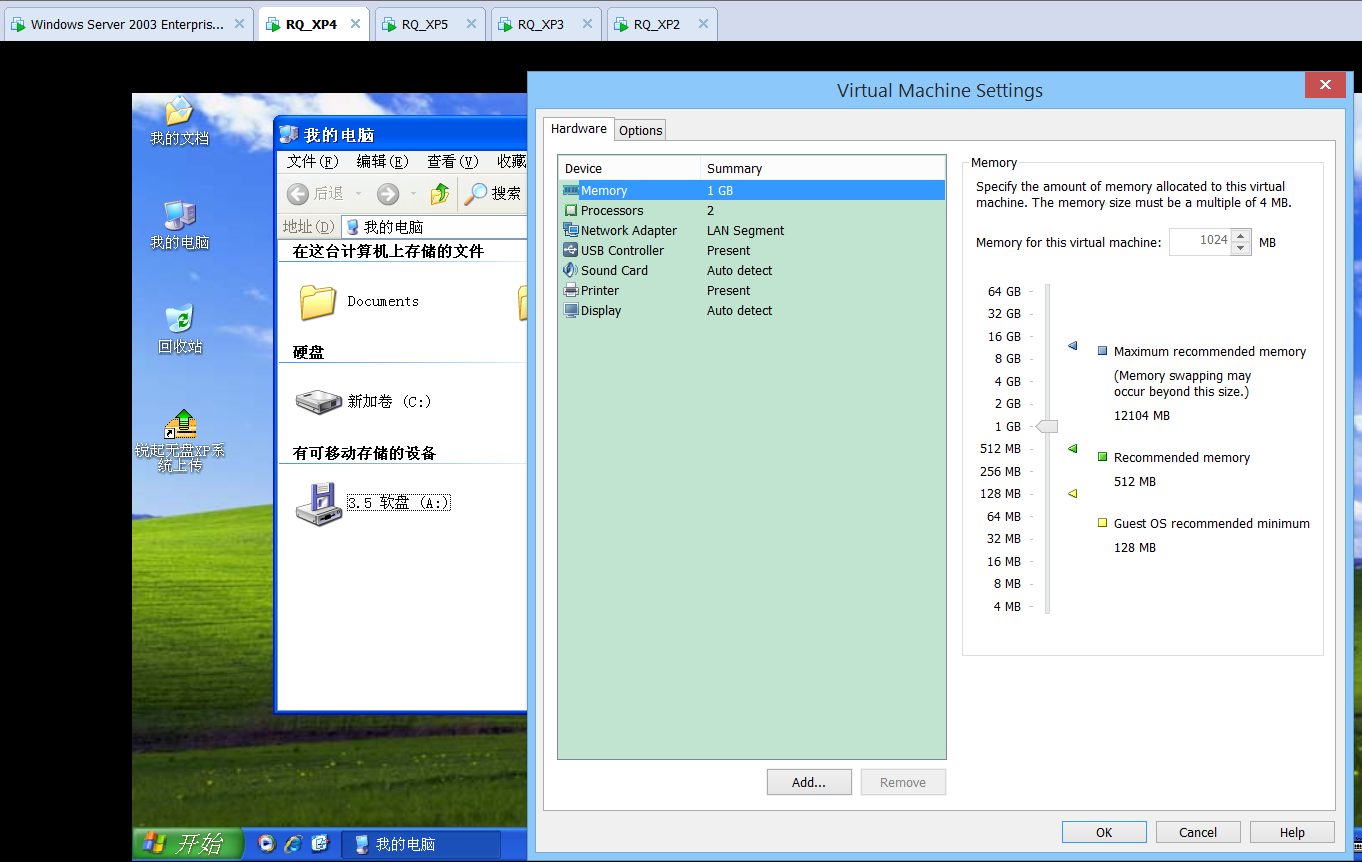 Windows Server 2003 Enterpris...
RQ_XP4
RQ_XP5
RQ_XP3
RQ_XP2
我的文档
我的电脑
回收站
锐起无盘XP系
统上传
我的电脑
文件(F) 编辑(E) 查看(V) 收藏
后退 搜索
地址(D) 我的电脑
在这台计算机上存储的文件
Documents
硬盘
新加卷 (C:)
有可移动存储的设备
3.5 软盘 (A:)
开始
我的电脑
Virtual Machine Settings
Hardware Options
Device Summary
Memory 1 GB
Processors 2
Network Adapter LAN Segment
USB Controller Present
Sound Card Auto detect
Printer Present
Display Auto detect
Add... Remove
Memory
Specify the amount of memory allocated to this virtual
machine. The memory size must be a multiple of 4 MB.
Memory for this virtual machine: 1024 MB
64 GB
32 GB
16 GB
8 GB
4 GB
2 GB
1 GB
512 MB
256 MB
128 MB
64 MB
32 MB
16 MB
8 MB
4 MB
Maximum recommended memory
(Memory swapping may
occur beyond this size.)
12104 MB
Recommended memory
512 MB
Guest OS recommended minimum
128 MB
OK Cancel Help